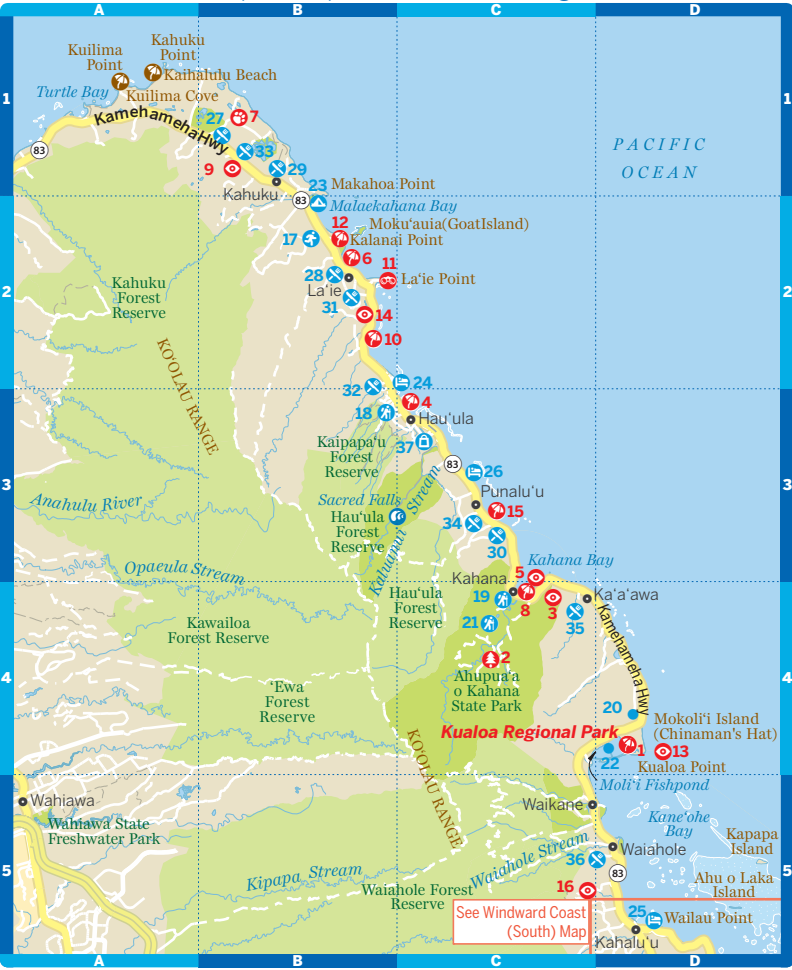 A
B
C
D
Kahuku
Point
Kuilima
Point
Kaihalulu Beach
Turtle Bay
Kuilima Cove
1
1
Kamehameha Hwy
27
7
83
33
9
29
PACIFIC
OCEAN
Kahuku
23
Makahoa Point
83
Malaekahana Bay
12
Moku‘auia(GoatIsland)
17
Kalanai Point
6
11
28
La‘ie Point
La‘ie
Kahuku
Forest
Reserve
2
2
31
14
10
KO‘OLAU RANGE
32
24
4
18
Hau‘ula
37
Kaipapa‘u
Forest
Reserve
83
26
3
3
Punalu‘u
Anahulu River
Sacred Falls
15
Hau‘ula
Forest
Reserve
34
30
Kaluanui Stream
Kahana Bay
Opaeula Stream
Kahana
5
Hau‘ula
Forest
Reserve
19
8
3
Ka‘a‘awa
35
21
Kawailoa
Forest Reserve
Kamehameha Hwy
2
4
4
Ahupua‘a
o Kahana
State Park
‘Ewa
Forest
Reserve
20
Mokoli‘i Island
(Chinaman's Hat)
Kualoa Regional Park
1
13
22
Kualoa Point
KO‘OLAU RANGE
Moli‘i Fishpond
Wahiawa
Waikane
Kane‘ohe
Bay
Wahiawa State
Freshwater Park
Kapapa
Island
Waiahole
Waiahole Stream
36
5
5
83
Kipapa Stream
Ahu o Laka
Island
Waiahole Forest
Reserve
16
See Windward Coast
(South) Map
25
Wailau Point
Kahalu‘u
A
B
C
D